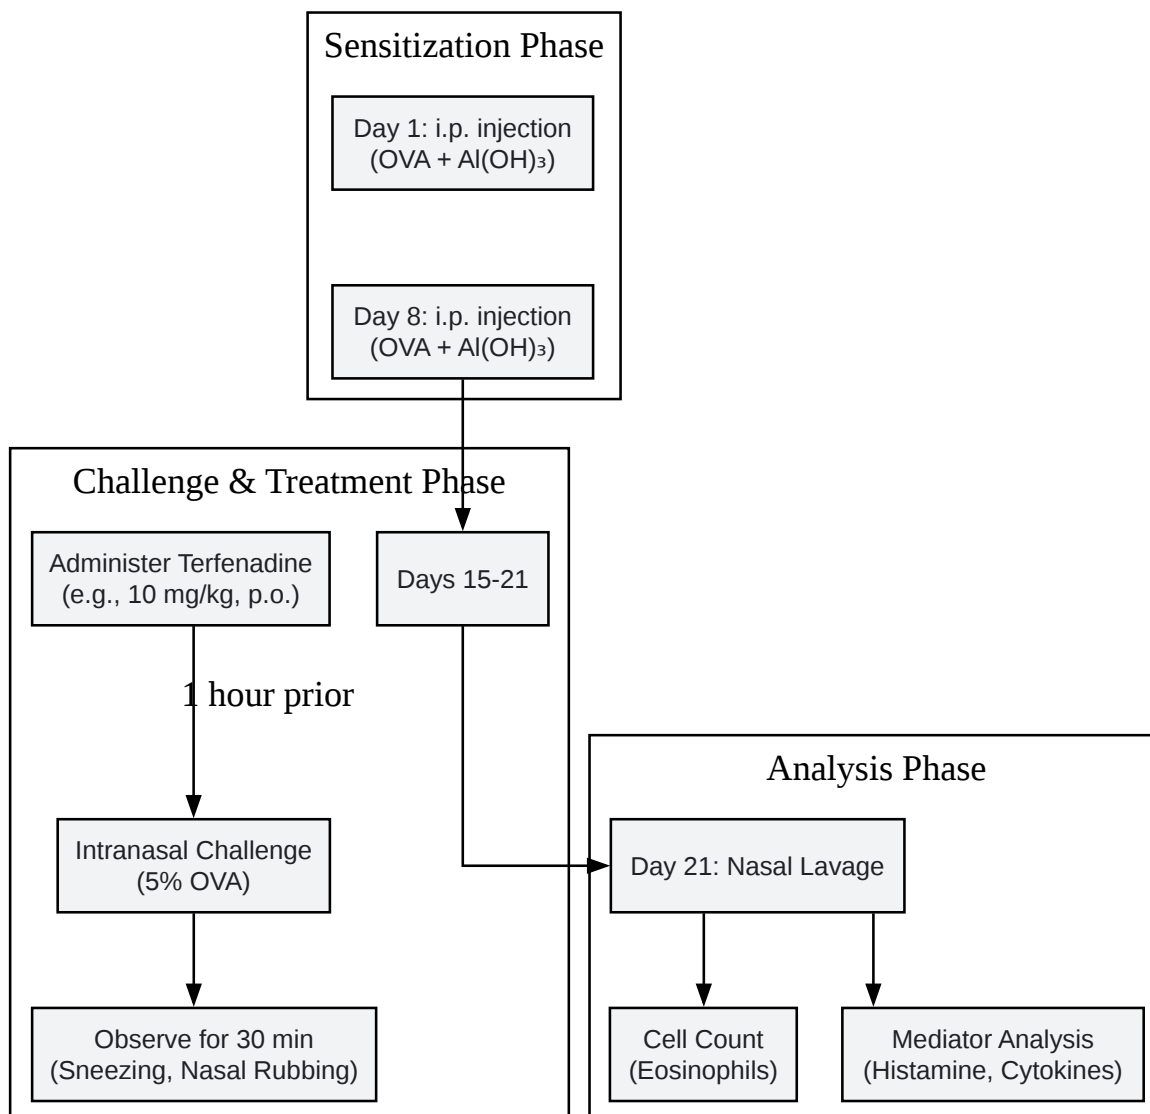 Sensitization Phase
Day 1: i.p. injection
(OVA + Al(OH)₃)
Day 8: i.p. injection
(OVA + Al(OH)₃)
Challenge & Treatment Phase
Administer Terfenadine
(e.g., 10 mg/kg, p.o.)
Days 15-21
1 hour prior
Intranasal Challenge
(5% OVA)
Observe for 30 min
(Sneezing, Nasal Rubbing)
Analysis Phase
Day 21: Nasal Lavage
Cell Count
(Eosinophils)
Mediator Analysis
(Histamine, Cytokines)